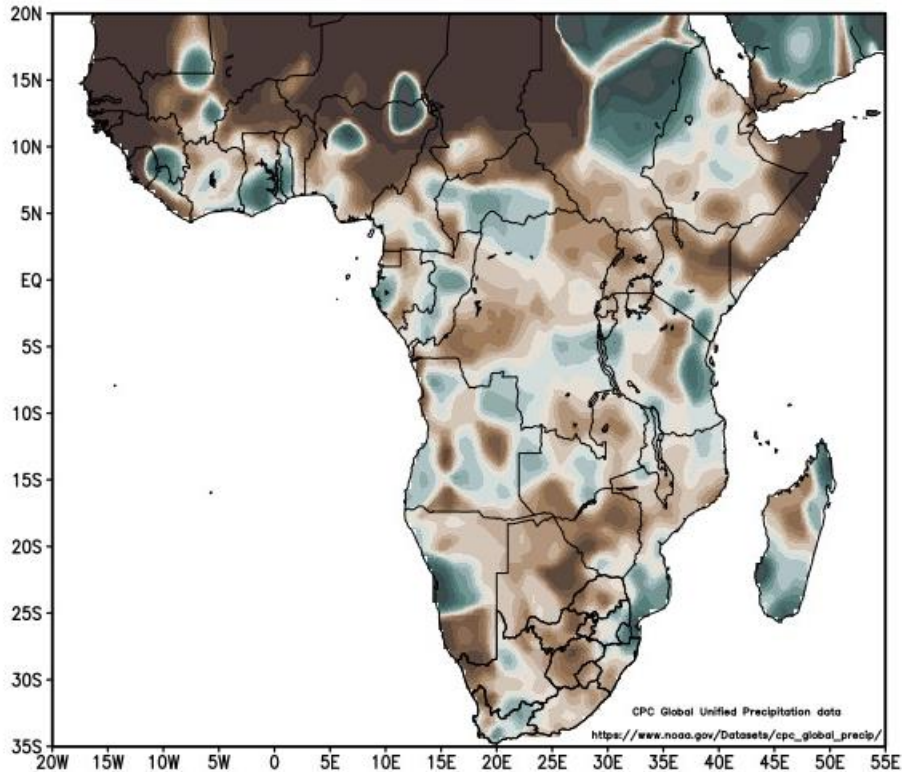 20N
15N
10N
5N
EQ
5S
10S
15S
20S
25S
30S
35S
CPC Global Unified Precipitation data
https://www.noaa.gov/Datasets/cpc_global_precip/
20W 15W 10W 5W 0 5E 10E 15E 20E 25E 30E 35E 40E 45E 50E 55E